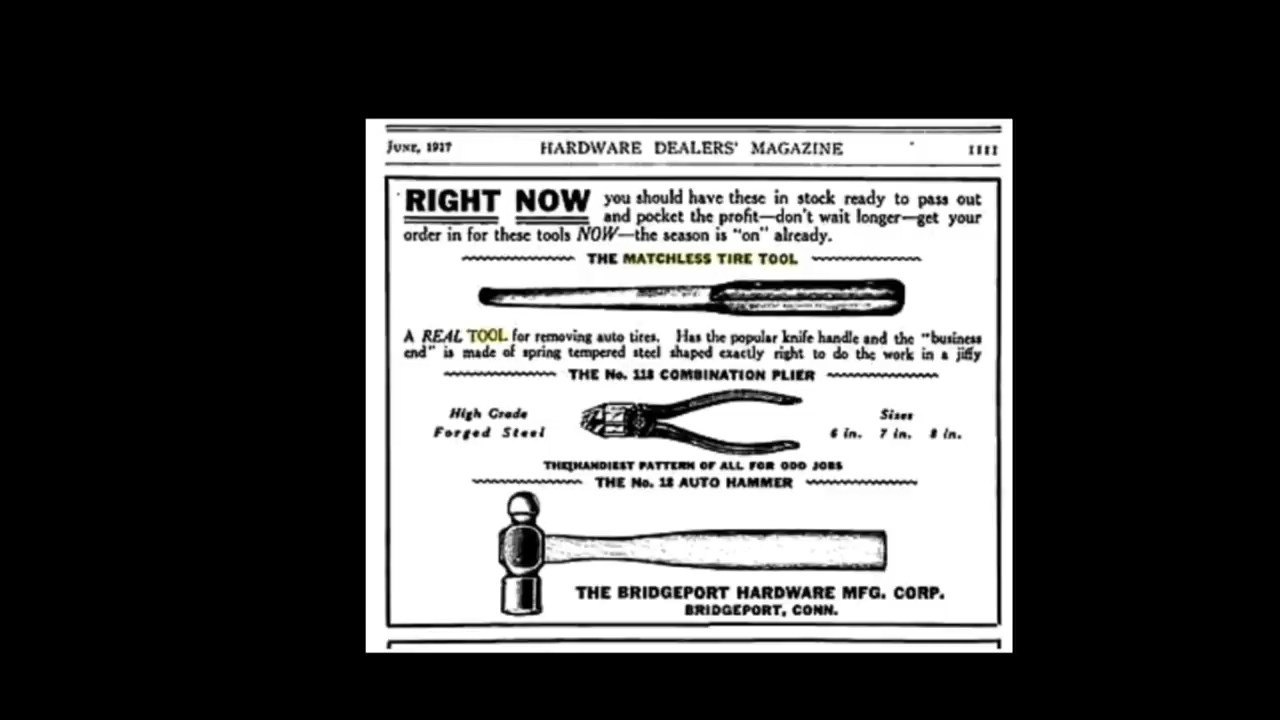 JUNE, 1917 HARDWARE DEALERS' MAGAZINE 1111
RIGHT NOW you should have these in stock ready to pass out
and pocket the profit—don't wait longer—get your
order in for these tools NOW—the season is "on" already.
THE MATCHLESS TIRE TOOL
A REAL TOOL for removing auto tires. Has the popular knife handle and the "business
end" is made of spring tempered steel shaped exactly right to do the work in a jiffy
THE No. 118 COMBINATION PLIER
High Grade
Forged Steel
Sizes
6 in. 7 in. 8 in.
THE HANDIEST PATTERN OF ALL FOR ODD JOBS
THE No. 18 AUTO HAMMER
THE BRIDGEPORT HARDWARE MFG. CORP.
BRIDGEPORT, CONN.